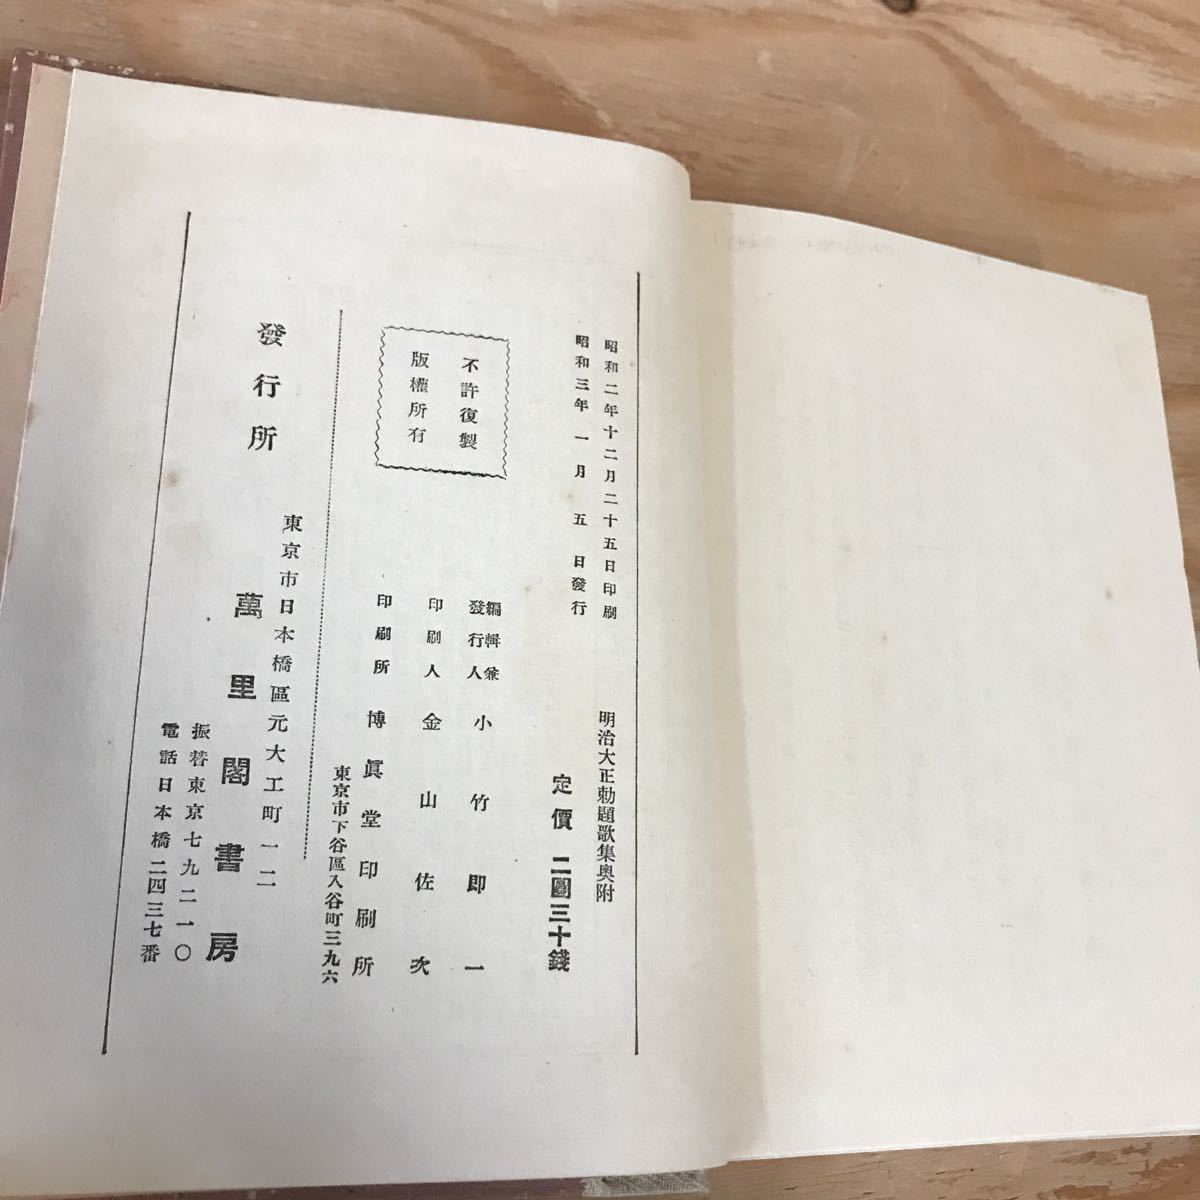 昭和二年十二月二十五日印刷
昭和三年一月五日發行
明治大正勅題歌集奧附
定價二圓三十錢
不許復製
版權所有
編輯兼
發行人 小竹即一
印刷人 金山佐次
印刷所 博眞堂印刷所
東京市下谷區入谷町三九六
發行所
東京市日本橋區元大工町一二
萬里閣書房
振替東京七九二一〇
電話日本橋二四三七番